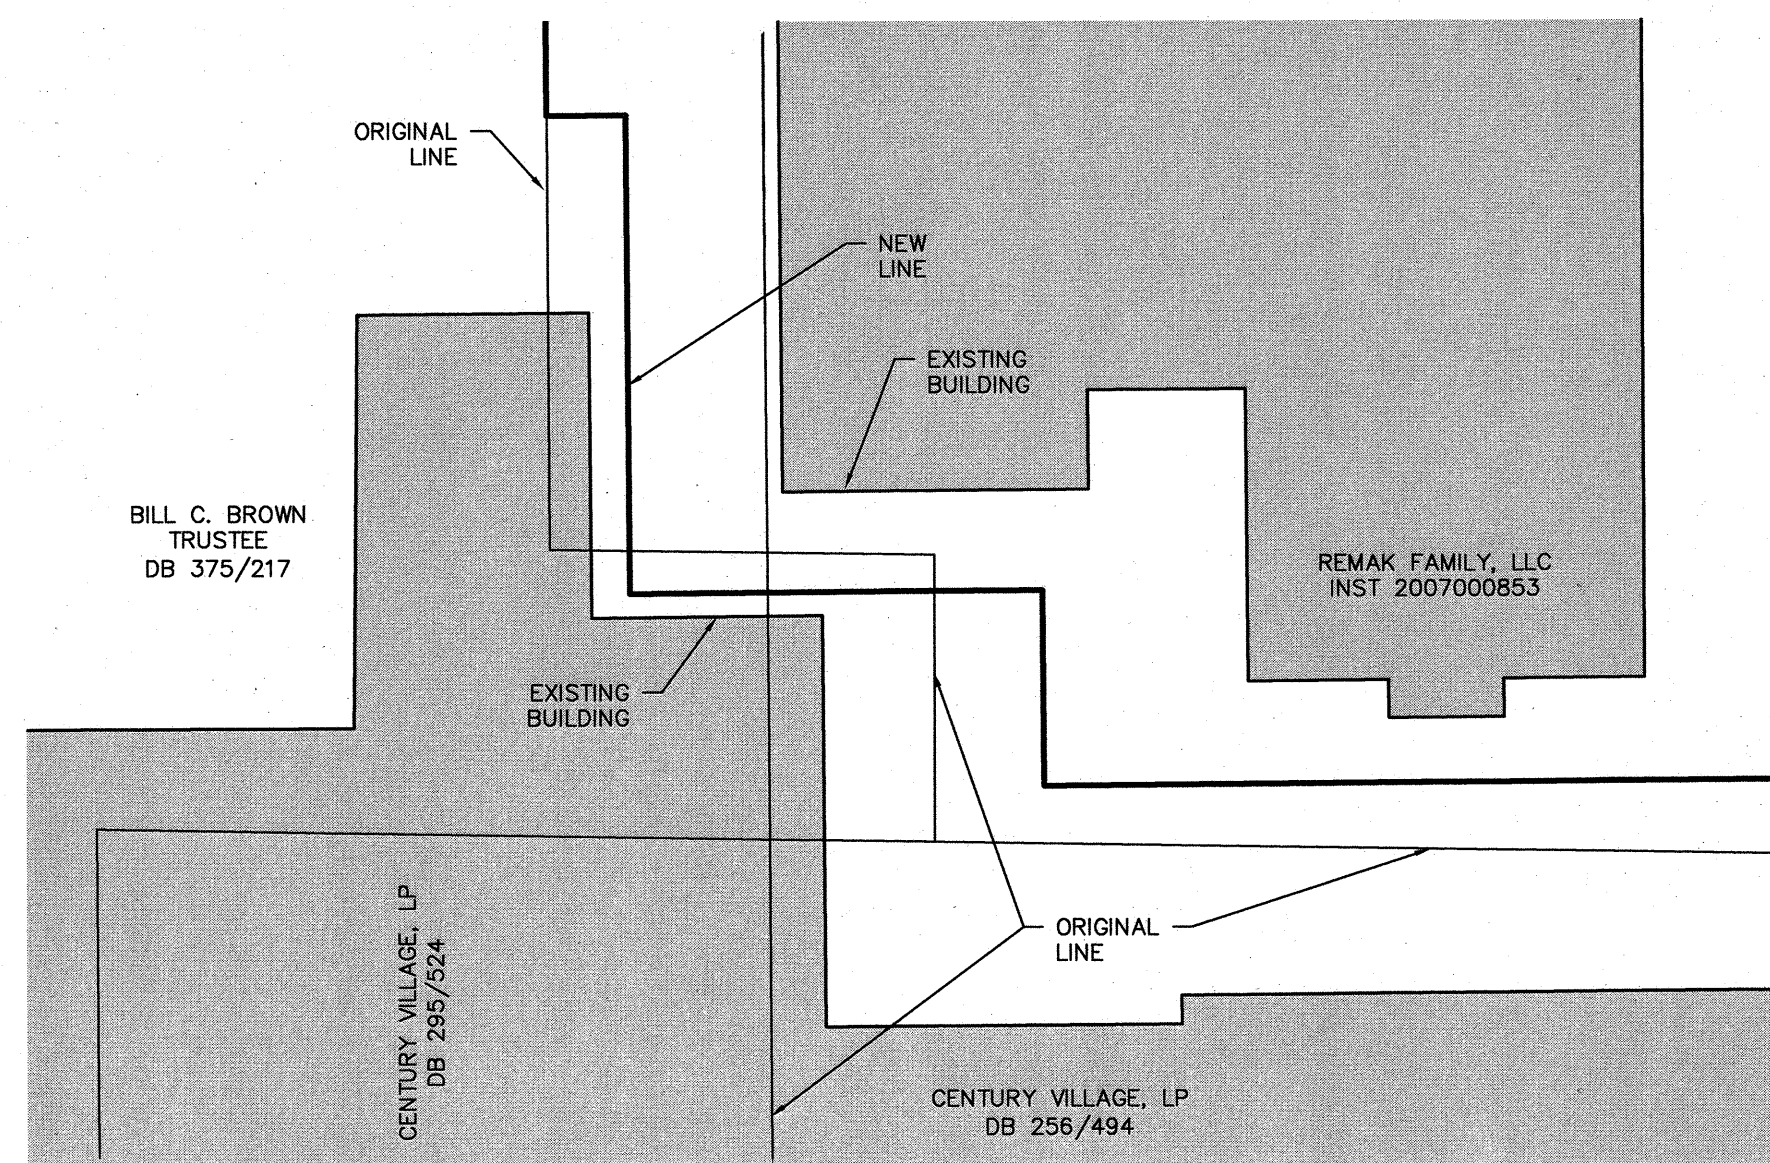 ORIGINAL
LINE
NEW
LINE
EXISTING
BUILDING
BILL C. BROWN
TRUSTEE
DB 375/217
REMAK FAMILY, LLC
INST 2007000853
EXISTING
BUILDING
CENTURY VILLAGE, LP
DB 295/524
ORIGINAL
LINE
CENTURY VILLAGE, LP
DB 256/494